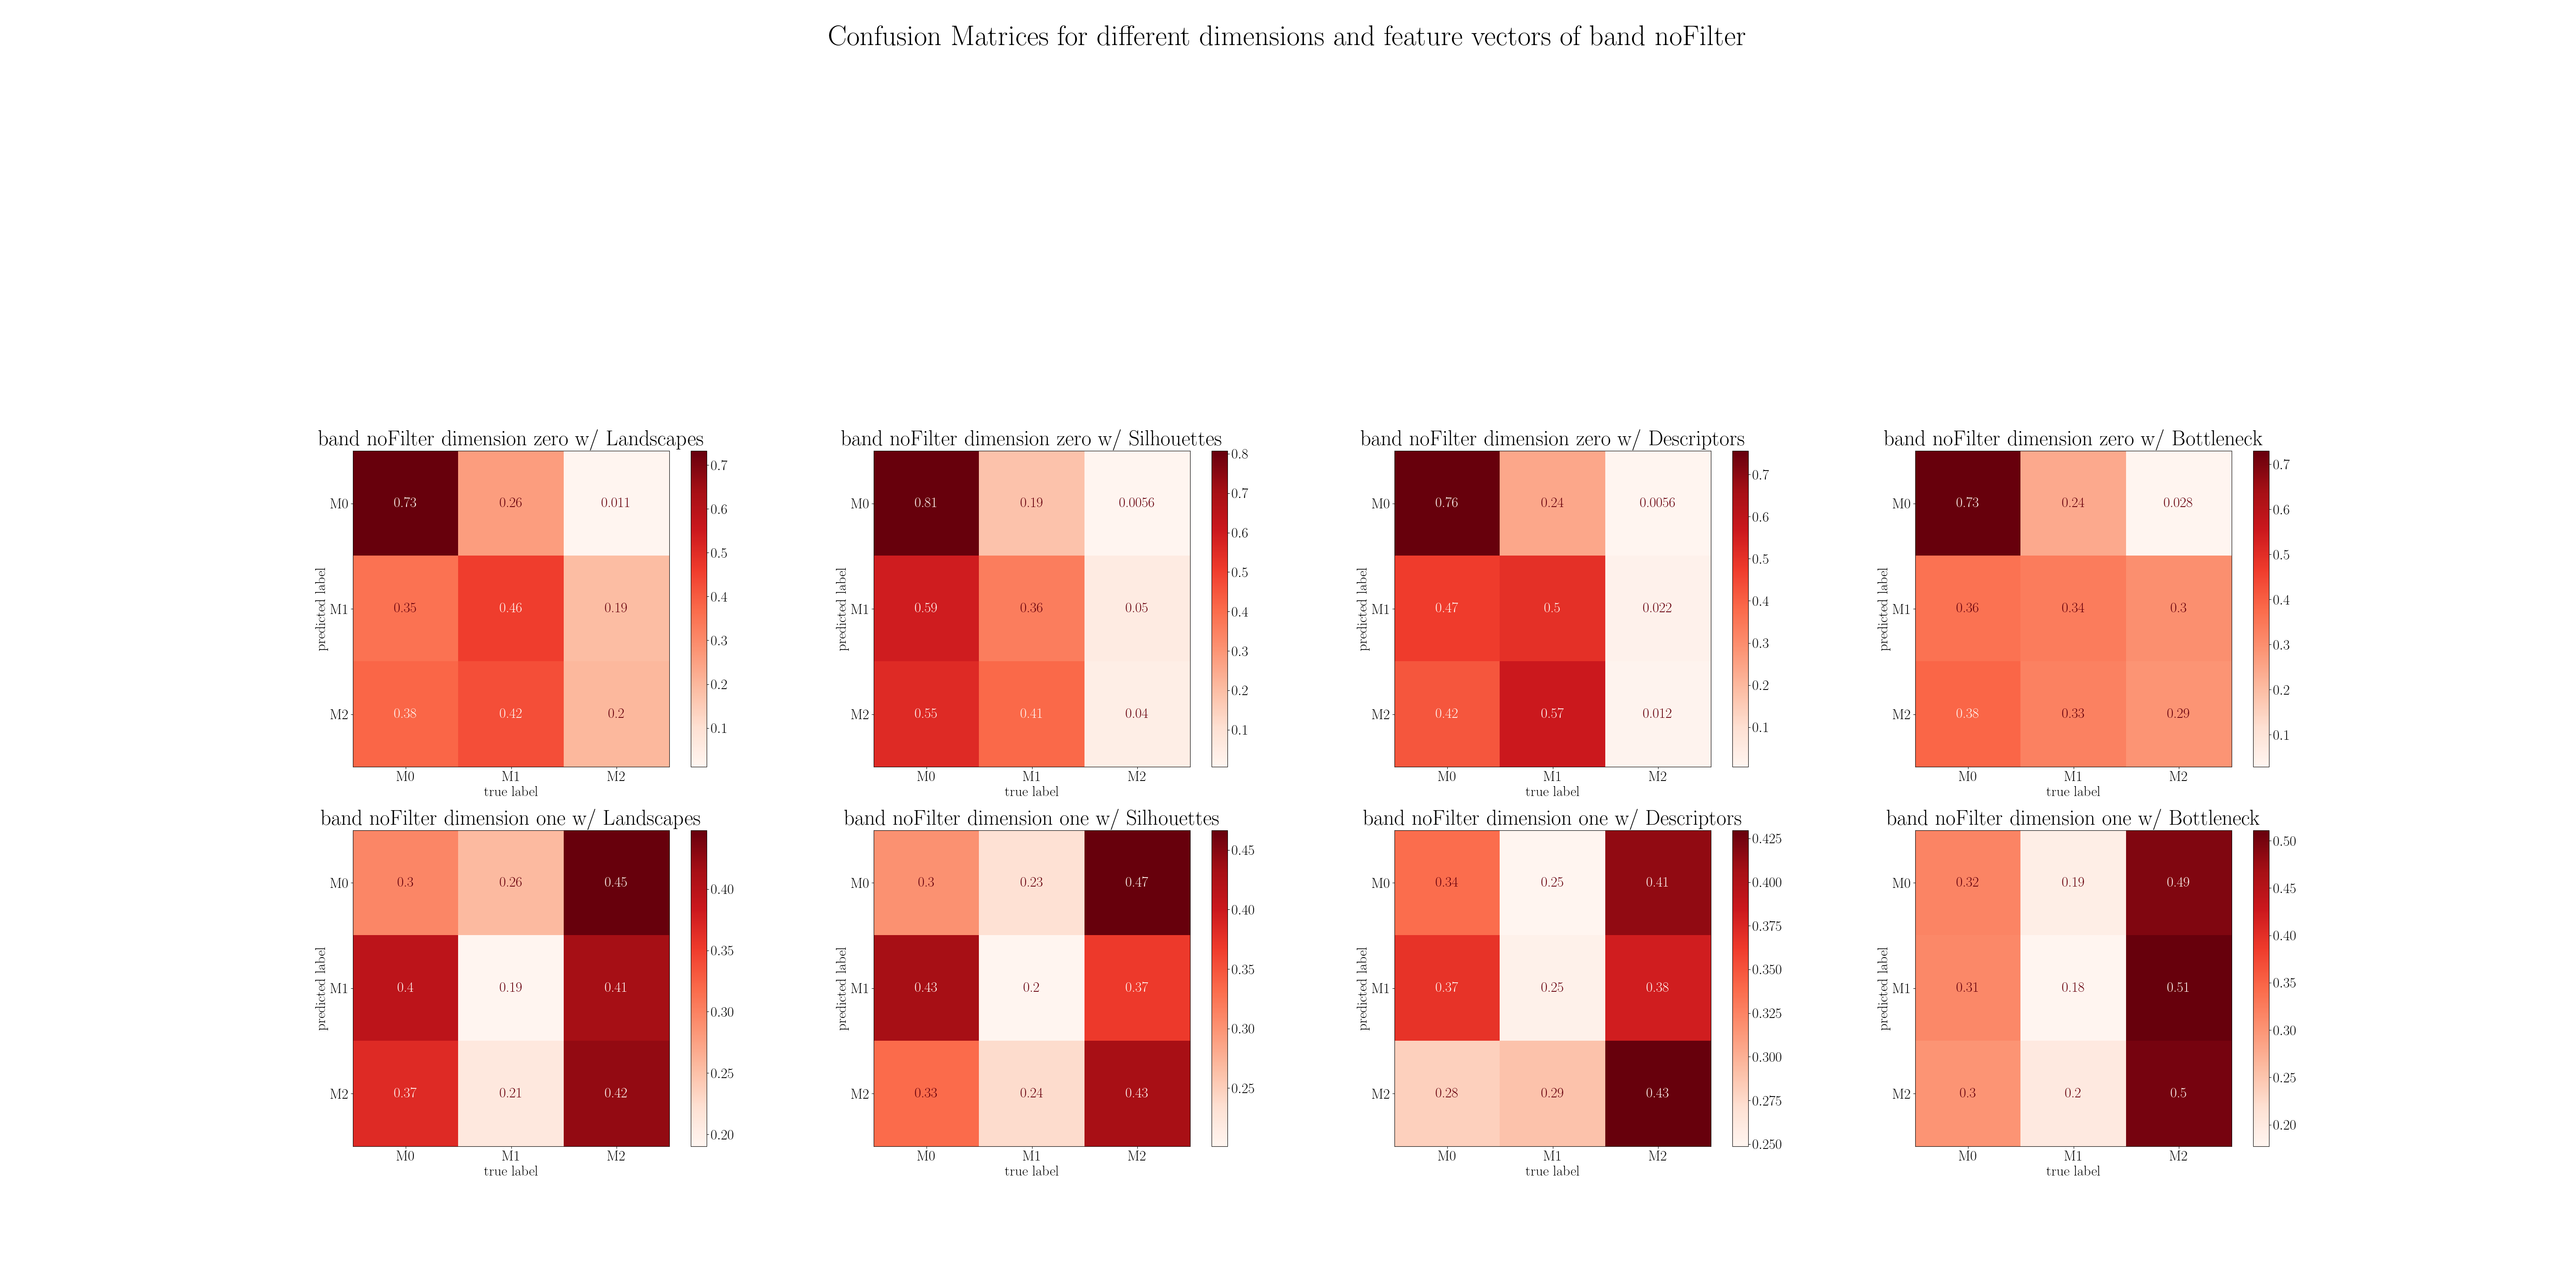 Confusion Matrices for different dimensions and feature vectors of band noFilter
band noFilter dimension zero w/ Landscapes
0.73 0.26 0.011
0.35 0.46 0.19
0.38 0.42 0.2
M0
M1
M2
predicted label
M0 M1 M2
true label
0.7
0.6
0.5
0.4
0.3
0.2
0.1
band noFilter dimension zero w/ Silhouettes
0.81 0.19 0.0056
0.59 0.36 0.05
0.55 0.41 0.04
M0
M1
M2
predicted label
M0 M1 M2
true label
0.8
0.7
0.6
0.5
0.4
0.3
0.2
0.1
band noFilter dimension zero w/ Descriptors
0.76 0.24 0.0056
0.47 0.5 0.022
0.42 0.57 0.012
M0
M1
M2
predicted label
M0 M1 M2
true label
0.7
0.6
0.5
0.4
0.3
0.2
0.1
band noFilter dimension zero w/ Bottleneck
0.73 0.24 0.028
0.36 0.34 0.3
0.38 0.33 0.29
M0
M1
M2
predicted label
M0 M1 M2
true label
0.7
0.6
0.5
0.4
0.3
0.2
0.1
band noFilter dimension one w/ Landscapes
0.3 0.26 0.45
0.4 0.19 0.41
0.37 0.21 0.42
M0
M1
M2
predicted label
M0 M1 M2
true label
0.40
0.35
0.30
0.25
0.20
band noFilter dimension one w/ Silhouettes
0.3 0.23 0.47
0.43 0.2 0.37
0.33 0.24 0.43
M0
M1
M2
predicted label
M0 M1 M2
true label
0.45
0.40
0.35
0.30
0.25
band noFilter dimension one w/ Descriptors
0.34 0.25 0.41
0.37 0.25 0.38
0.28 0.29 0.43
M0
M1
M2
predicted label
M0 M1 M2
true label
0.425
0.400
0.375
0.350
0.325
0.300
0.275
0.250
band noFilter dimension one w/ Bottleneck
0.32 0.19 0.49
0.31 0.18 0.51
0.3 0.2 0.5
M0
M1
M2
predicted label
M0 M1 M2
true label
0.50
0.45
0.40
0.35
0.30
0.25
0.20